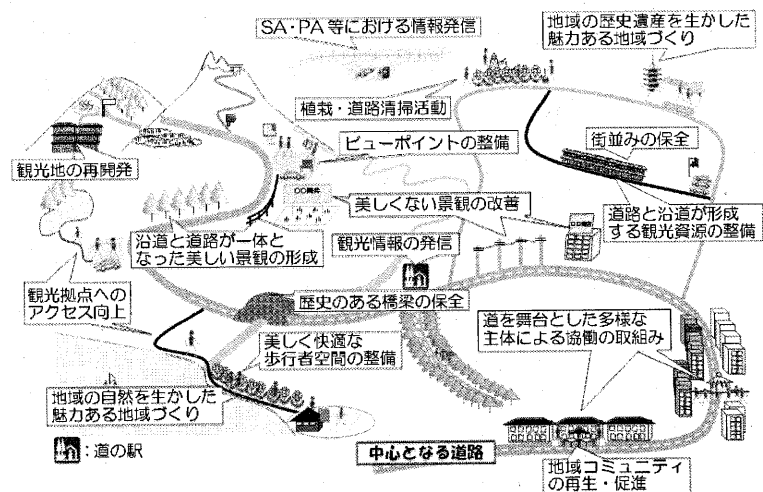 SA・PA等における情報発信
地域の歴史遺産を生かした
魅力ある地域づくり
植栽・道路清掃活動
ビューポイントの整備
街並みの保全
観光地の再開発
美しくない景観の改善
道路と沿道が形成
する観光資源の整備
沿道と道路が一体と
なった美しい景観の形成
観光情報の発信
観光拠点への
アクセス向上
歴史のある橋梁の保全
道を舞台とした多様な
主体による協働の取組み
美しく快適な
歩行者空間の整備
地域の自然を生かした
魅力ある地域づくり
:道の駅
中心となる道路
地域コミュニティ
の再生・促進